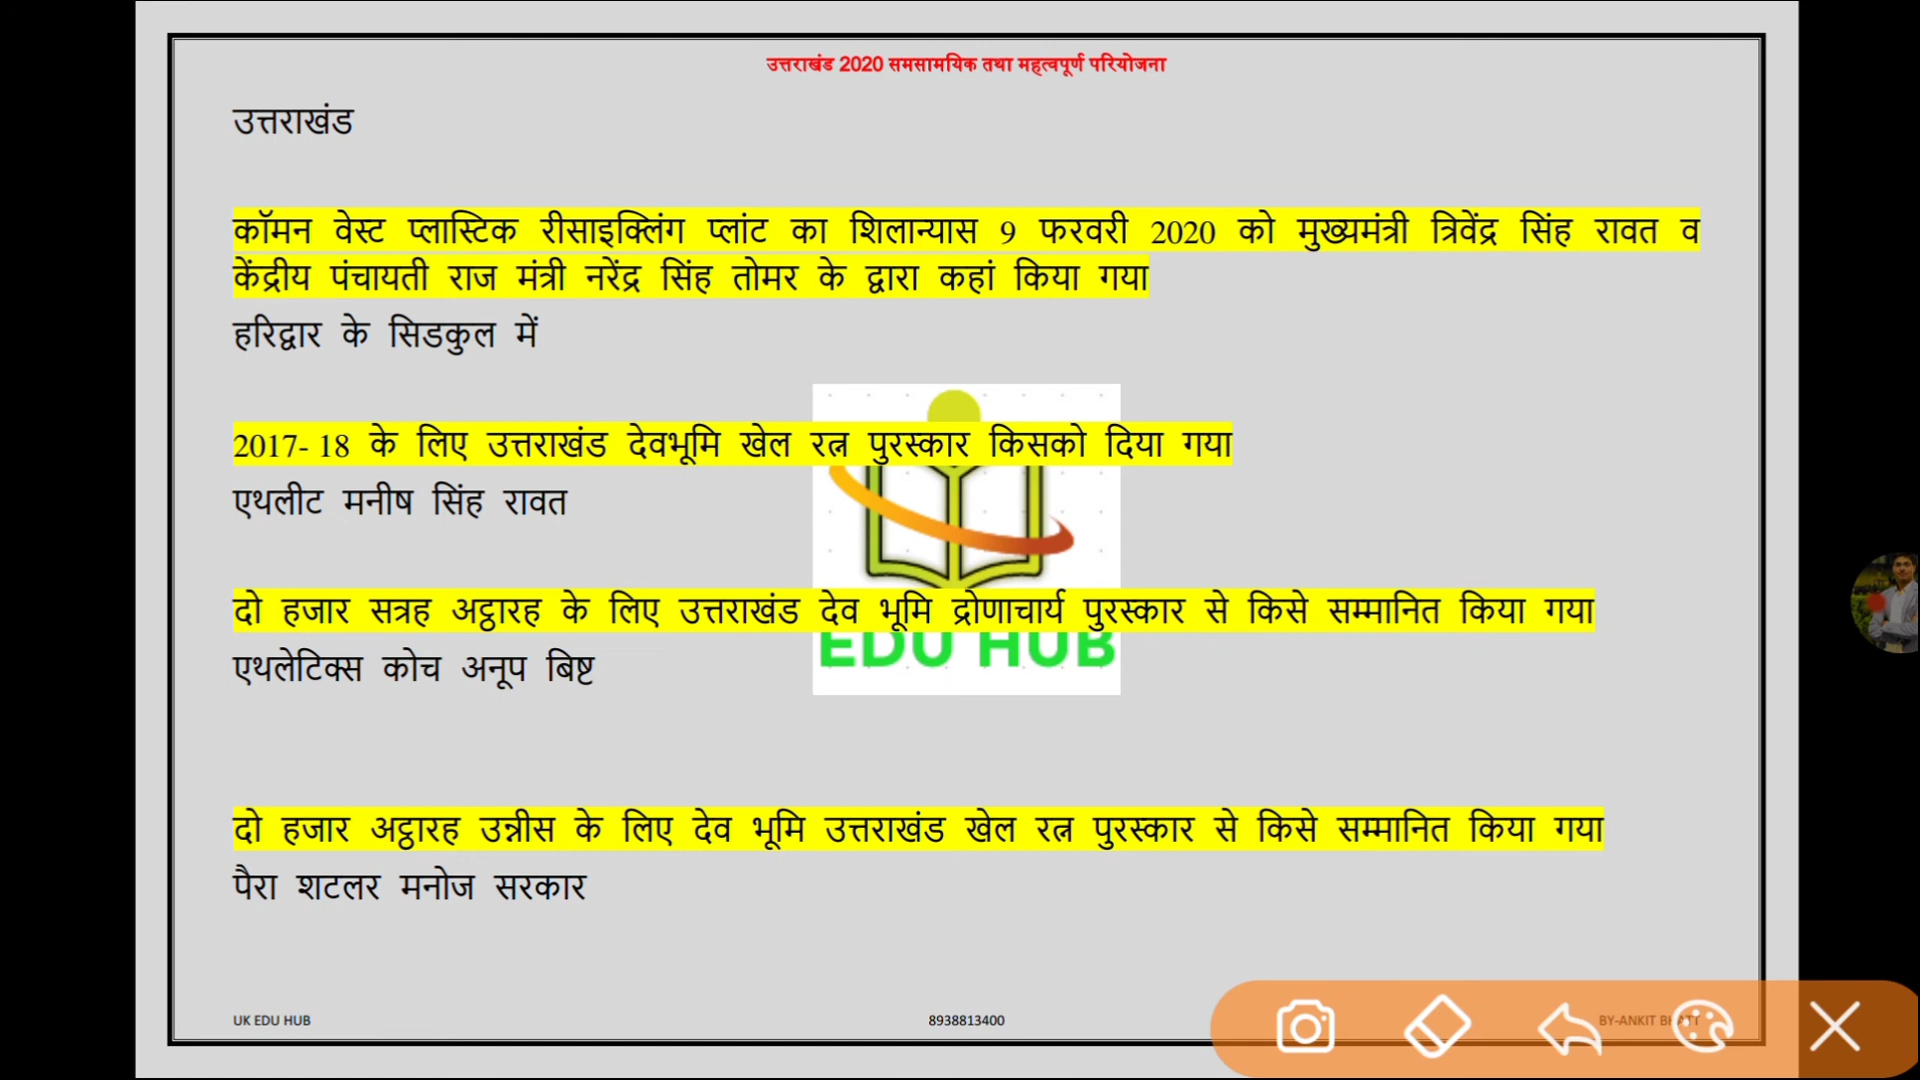 उत्तराखंड 2020 समसामयिक तथा महत्वपूर्ण परियोजना
उत्तराखंड
कॉमन वेस्ट प्लास्टिक रीसाइक्लिंग प्लांट का शिलान्यास 9 फरवरी 2020 को मुख्यमंत्री त्रिवेंद्र सिंह रावत व
केंद्रीय पंचायती राज मंत्री नरेंद्र सिंह तोमर के द्वारा कहां किया गया
हरिद्वार के सिडकुल में
2017- 18 के लिए उत्तराखंड देवभूमि खेल रत्न पुरस्कार किसको दिया गया
एथलीट मनीष सिंह रावत
दो हजार सत्रह अट्ठारह के लिए उत्तराखंड देव भूमि द्रोणाचार्य पुरस्कार से किसे सम्मानित किया गया
EDU HUB
एथलेटिक्स कोच अनूप बिष्ट
दो हजार अट्ठारह उन्नीस के लिए देव भूमि उत्तराखंड खेल रत्न पुरस्कार से किसे सम्मानित किया गया
पैरा शटलर मनोज सरकार
UK EDU HUB 8938813400 BY-ANKIT BHATT